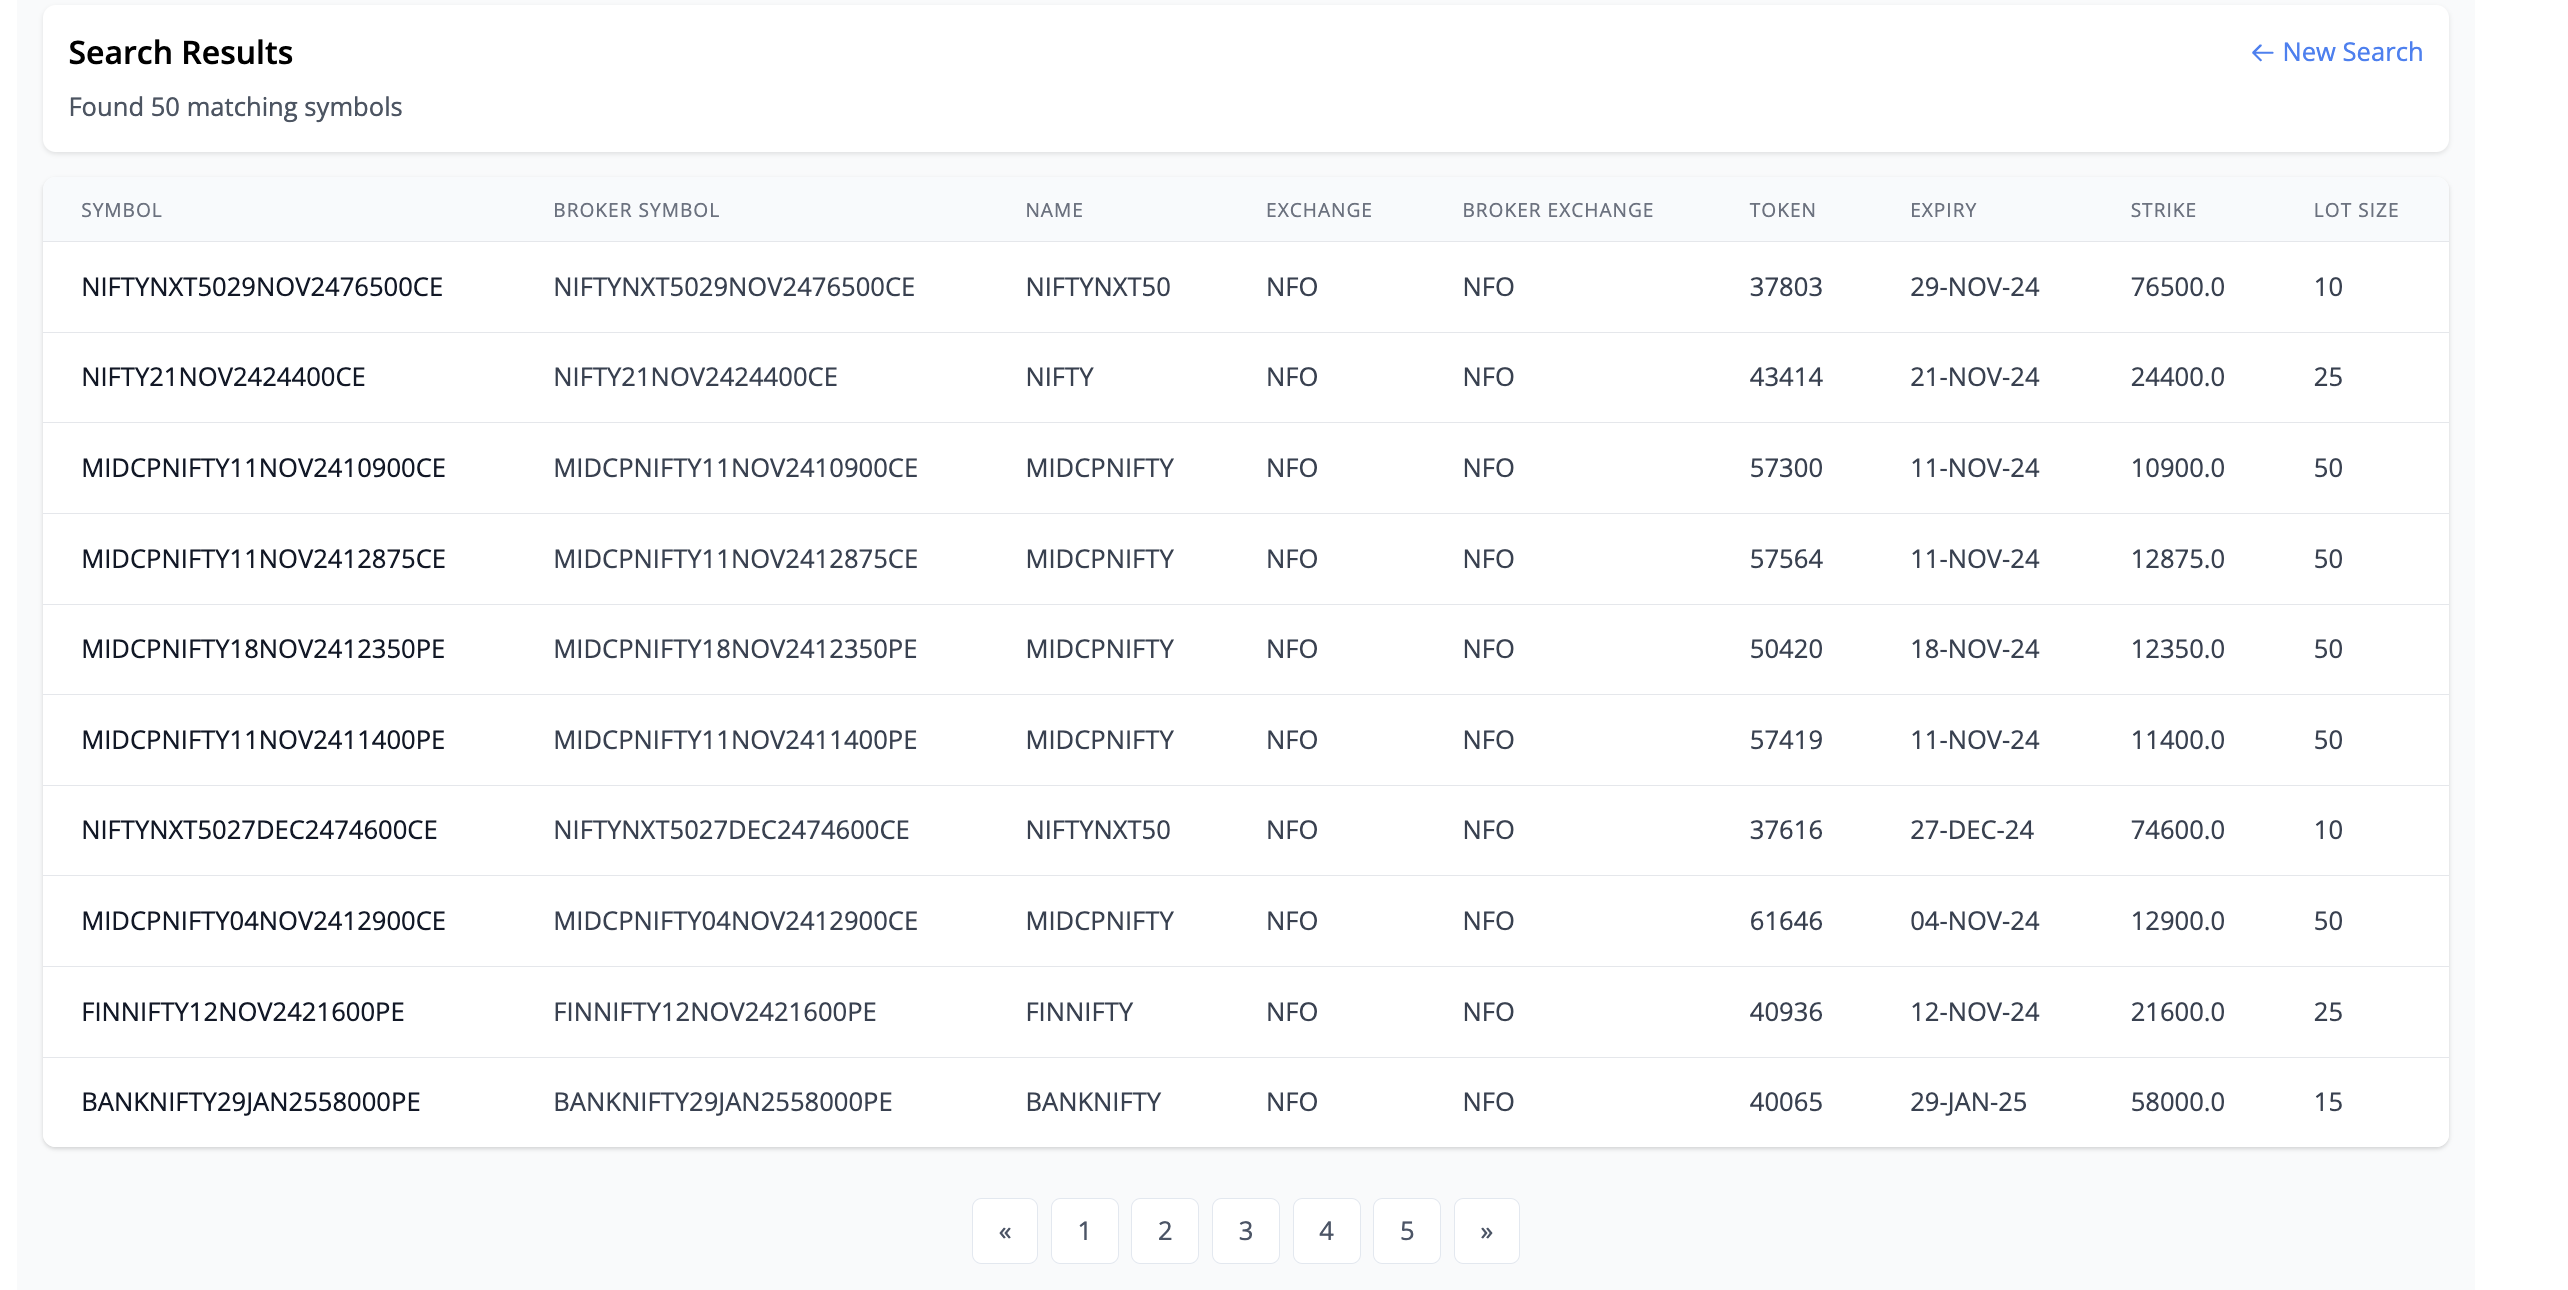 Search Results
← New Search
Found 50 matching symbols
SYMBOL BROKER SYMBOL NAME EXCHANGE BROKER EXCHANGE TOKEN EXPIRY STRIKE LOT SIZE
NIFTYNXT5029NOV2476500CE NIFTYNXT5029NOV2476500CE NIFTYNXT50 NFO NFO 37803 29-NOV-24 76500.0 10
NIFTY21NOV2424400CE NIFTY21NOV2424400CE NIFTY NFO NFO 43414 21-NOV-24 24400.0 25
MIDCPNIFTY11NOV2410900CE MIDCPNIFTY11NOV2410900CE MIDCPNIFTY NFO NFO 57300 11-NOV-24 10900.0 50
MIDCPNIFTY11NOV2412875CE MIDCPNIFTY11NOV2412875CE MIDCPNIFTY NFO NFO 57564 11-NOV-24 12875.0 50
MIDCPNIFTY18NOV2412350PE MIDCPNIFTY18NOV2412350PE MIDCPNIFTY NFO NFO 50420 18-NOV-24 12350.0 50
MIDCPNIFTY11NOV2411400PE MIDCPNIFTY11NOV2411400PE MIDCPNIFTY NFO NFO 57419 11-NOV-24 11400.0 50
NIFTYNXT5027DEC2474600CE NIFTYNXT5027DEC2474600CE NIFTYNXT50 NFO NFO 37616 27-DEC-24 74600.0 10
MIDCPNIFTY04NOV2412900CE MIDCPNIFTY04NOV2412900CE MIDCPNIFTY NFO NFO 61646 04-NOV-24 12900.0 50
FINNIFTY12NOV2421600PE FINNIFTY12NOV2421600PE FINNIFTY NFO NFO 40936 12-NOV-24 21600.0 25
BANKNIFTY29JAN2558000PE BANKNIFTY29JAN2558000PE BANKNIFTY NFO NFO 40065 29-JAN-25 58000.0 15
« 1 2 3 4 5 »